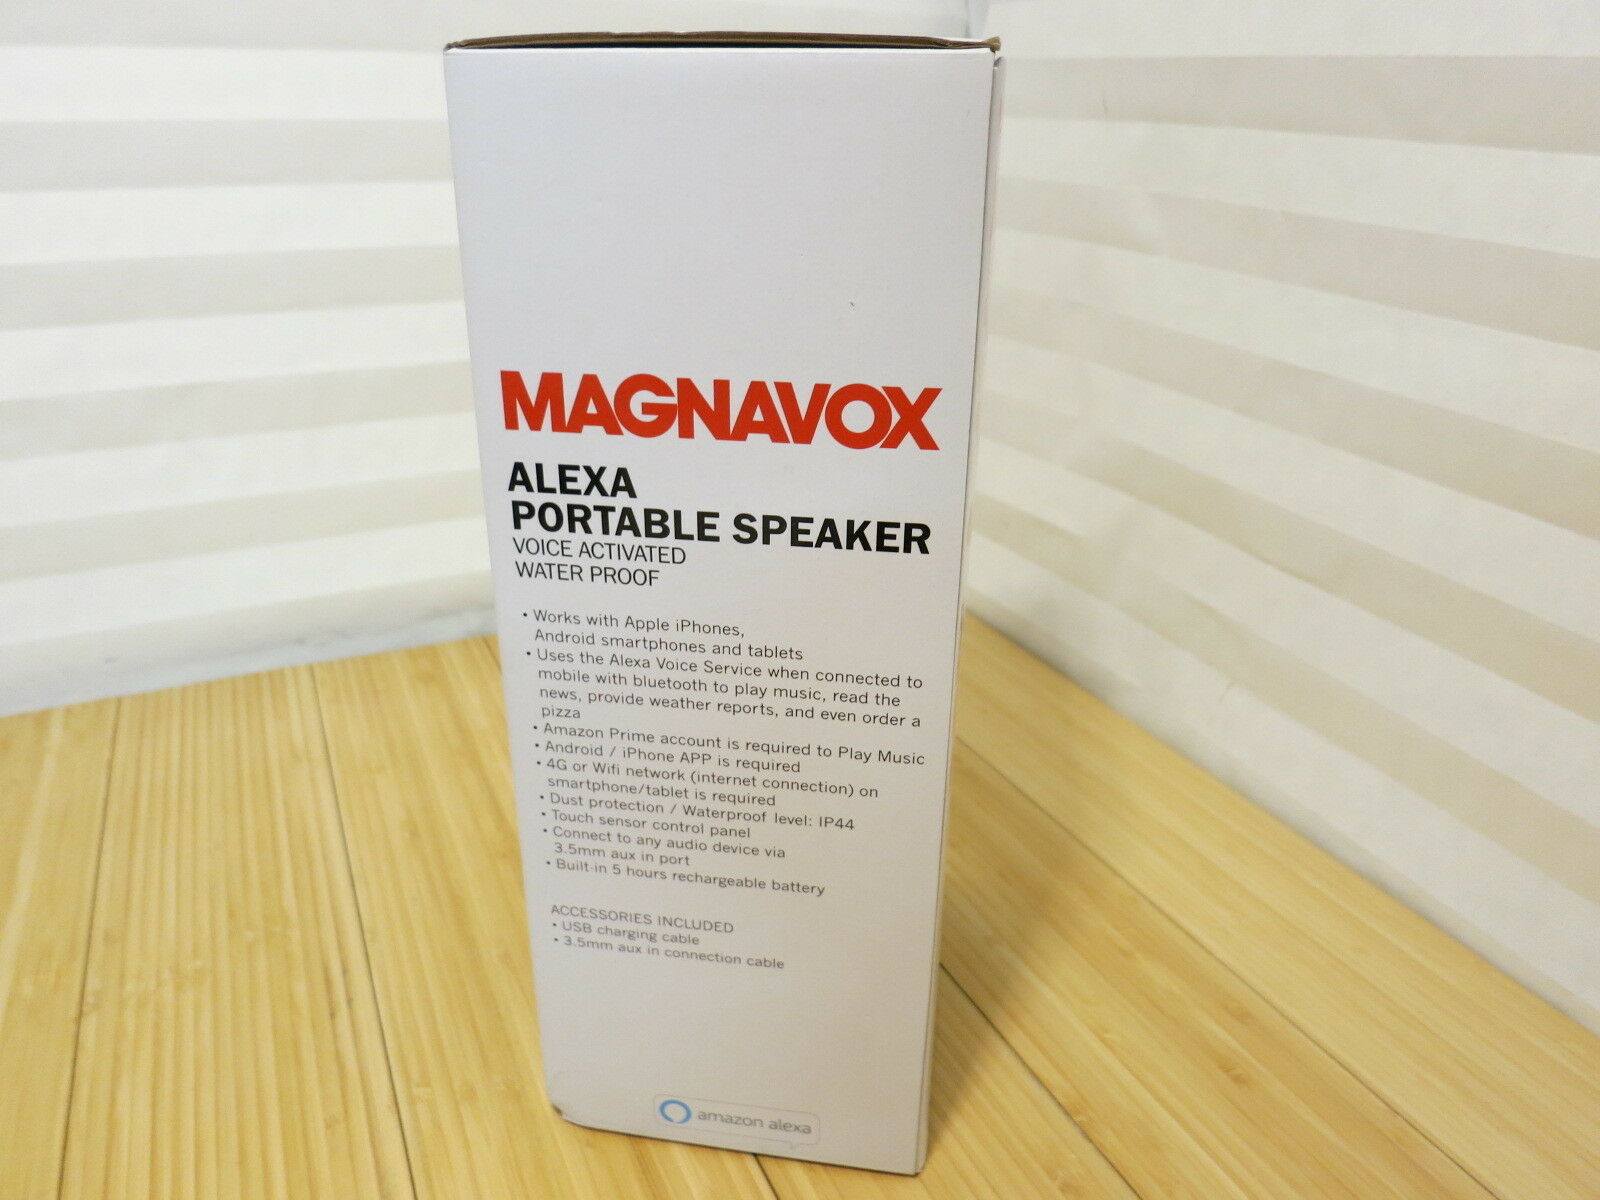 MAGNAVOX
ALEXA
PORTABLE SPEAKER
VOICE ACTIVATED
WATER PROOF
• Works with Apple iPhones,
Android smartphones and tablets
• Uses the Alexa Voice Service when connected to
mobile with bluetooth to play music, read the
news, provide weather reports, and even order a
pizza
• Amazon Prime account is required to Play Music
• Android / iPhone APP is required
• 4G or Wifi network (internet connection) on
smartphone/tablet is required
• Dust protection / Waterproof level: IP44
• Touch sensor control panel
• Connect to any audio device via
3.5mm aux in port
• Built-in 5 hours rechargeable battery
ACCESSORIES INCLUDED
• USB charging cable
• 3.5mm aux in connection cable
amazon alexa